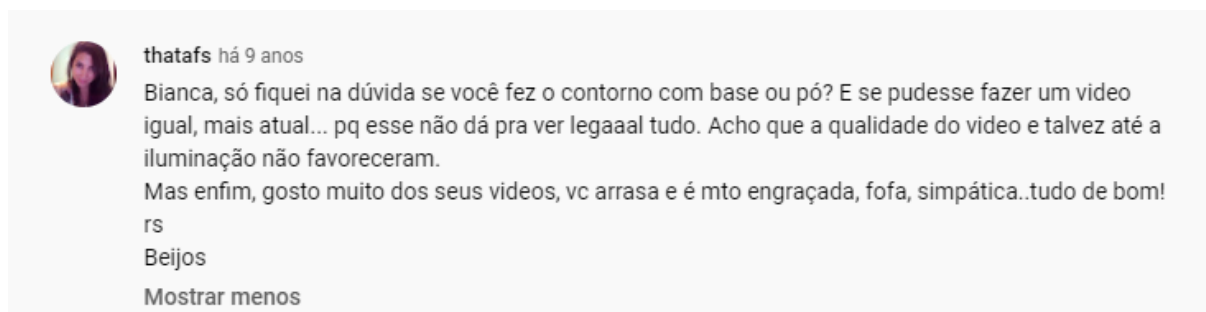 thatafs há 9 anos
Bianca, só fiquei na dúvida se você fez o contorno com base ou pó? E se pudesse fazer um video
igual, mais atual... pq esse não dá pra ver legaaal tudo. Acho que a qualidade do video e talvez até a
iluminação não favoreceram.
Mas enfim, gosto muito dos seus videos, vc arrasa e é mto engraçada, fofa, simpática..tudo de bom!
rs
Beijos
Mostrar menos